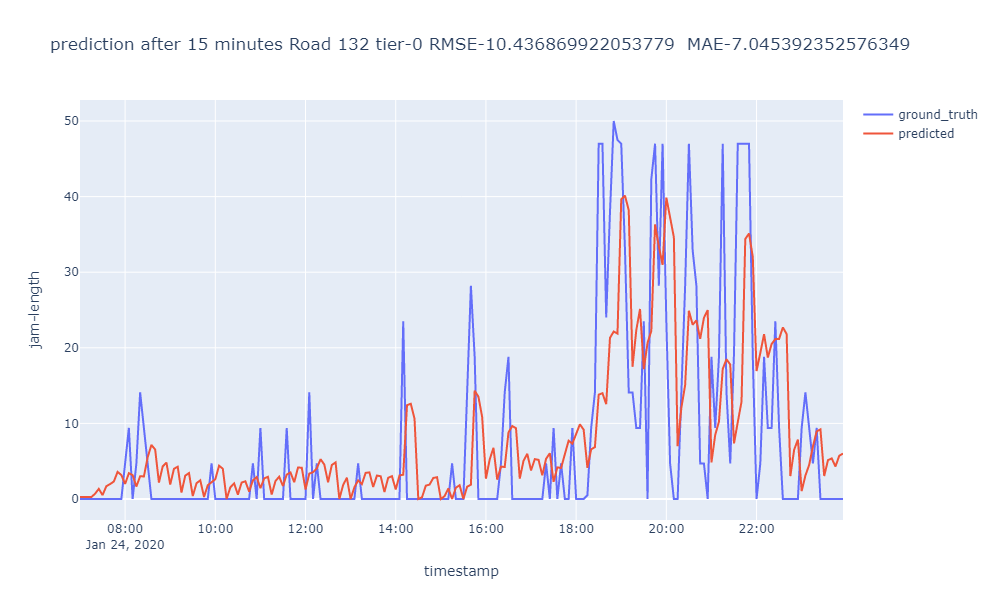 prediction after 15 minutes Road 132 tier-0 RMSE-10.436869922053779 MAE-7.045392352576349
ground_truth
predicted
50
40
30
20
10
0
jam-length
08:00 10:00 12:00 14:00 16:00 18:00 20:00 22:00
Jan 24, 2020
timestamp